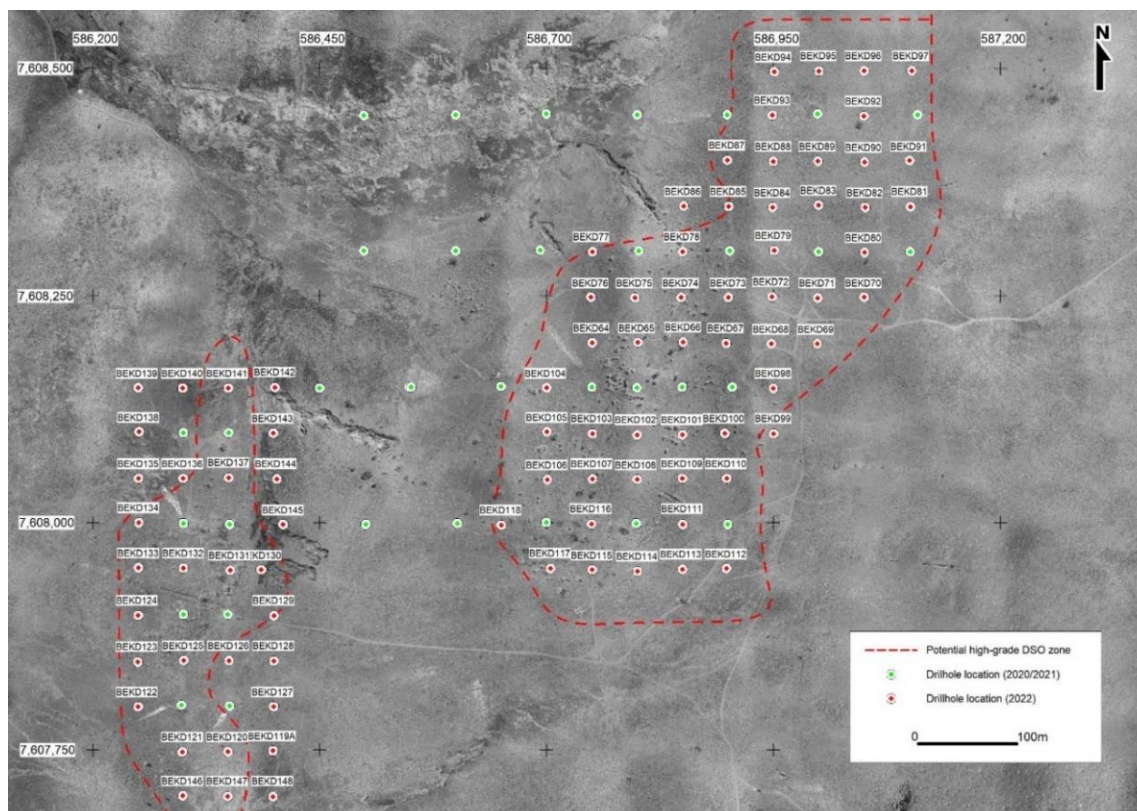 586,200 586,450 586,700 586,950 587,200
N
7,608,500
BEKD94 BEKD95 BEKD96 BEKD97
BEKD93 BEKD92
BEKD87 BEKD88 BEKD89 BEKD90 BEKD91
BEKD86 BEKD85 BEKD84 BEKD83 BEKD82 BEKD81
BEKD77 BEKD78 BEKD79 BEKD80
7,608,250
BEKD76 BEKD75 BEKD74 BEKD73 BEKD72 BEKD71 BEKD70
BEKD64 BEKD65 BEKD66 BEKD67 BEKD68 BEKD69
BEKD139 BEKD140 BEKD141 BEKD142 BEKD104 BEKD98
BEKD138 BEKD143 BEKD105 BEKD103 BEKD102 BEKD101 BEKD100 BEKD99
BEKD135 BEKD136 BEKD137 BEKD144 BEKD106 BEKD107 BEKD108 BEKD109 BEKD110
7,608,000
BEKD134 BEKD145 BEKD118 BEKD116 BEKD111
BEKD133 BEKD132 BEKD131 KD130 BEKD117 BEKD115 BEKD114 BEKD113 BEKD112
BEKD124 BEKD129
BEKD123 BEKD125 BEKD126 BEKD128
BEKD122 BEKD127
7,607,750
BEKD121 BEKD120 BEKD119A
BEKD146 BEKD147 BEKD148
Potential high-grade DSO zone
Drillhole location (2020/2021)
Drillhole location (2022)
0 100m